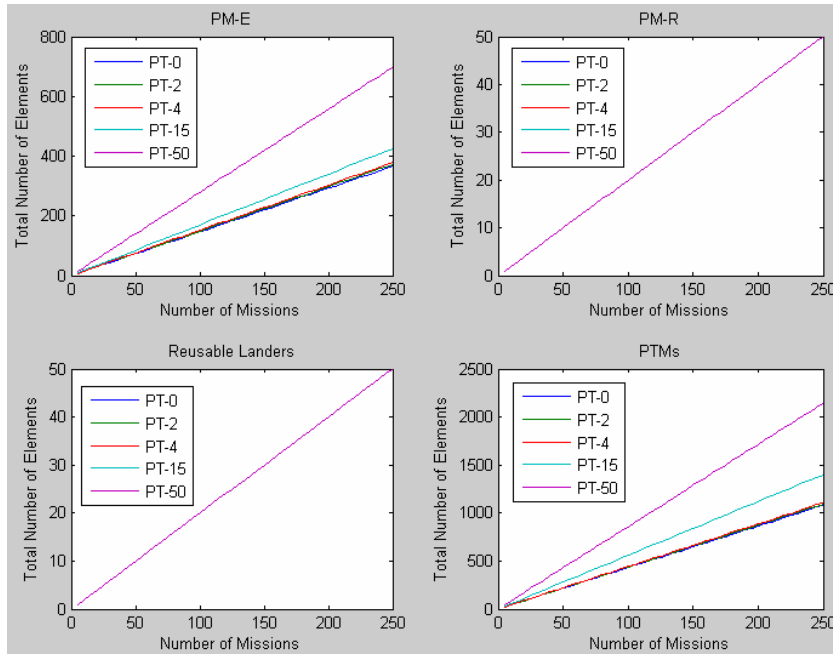 PM-E
Total Number of Elements
800
600
400
200
0
PT-0
PT-2
PT-4
PT-15
PT-50
0 50 100 150 200 250
Number of Missions
PM-R
Total Number of Elements
50
40
30
20
10
0
PT-0
PT-2
PT-4
PT-15
PT-50
0 50 100 150 200 250
Number of Missions
Reusable Landers
Total Number of Elements
50
40
30
20
10
0
PT-0
PT-2
PT-4
PT-15
PT-50
0 50 100 150 200 250
Number of Missions
PTMs
Total Number of Elements
2500
2000
1500
1000
500
0
PT-0
PT-2
PT-4
PT-15
PT-50
0 50 100 150 200 250
Number of Missions